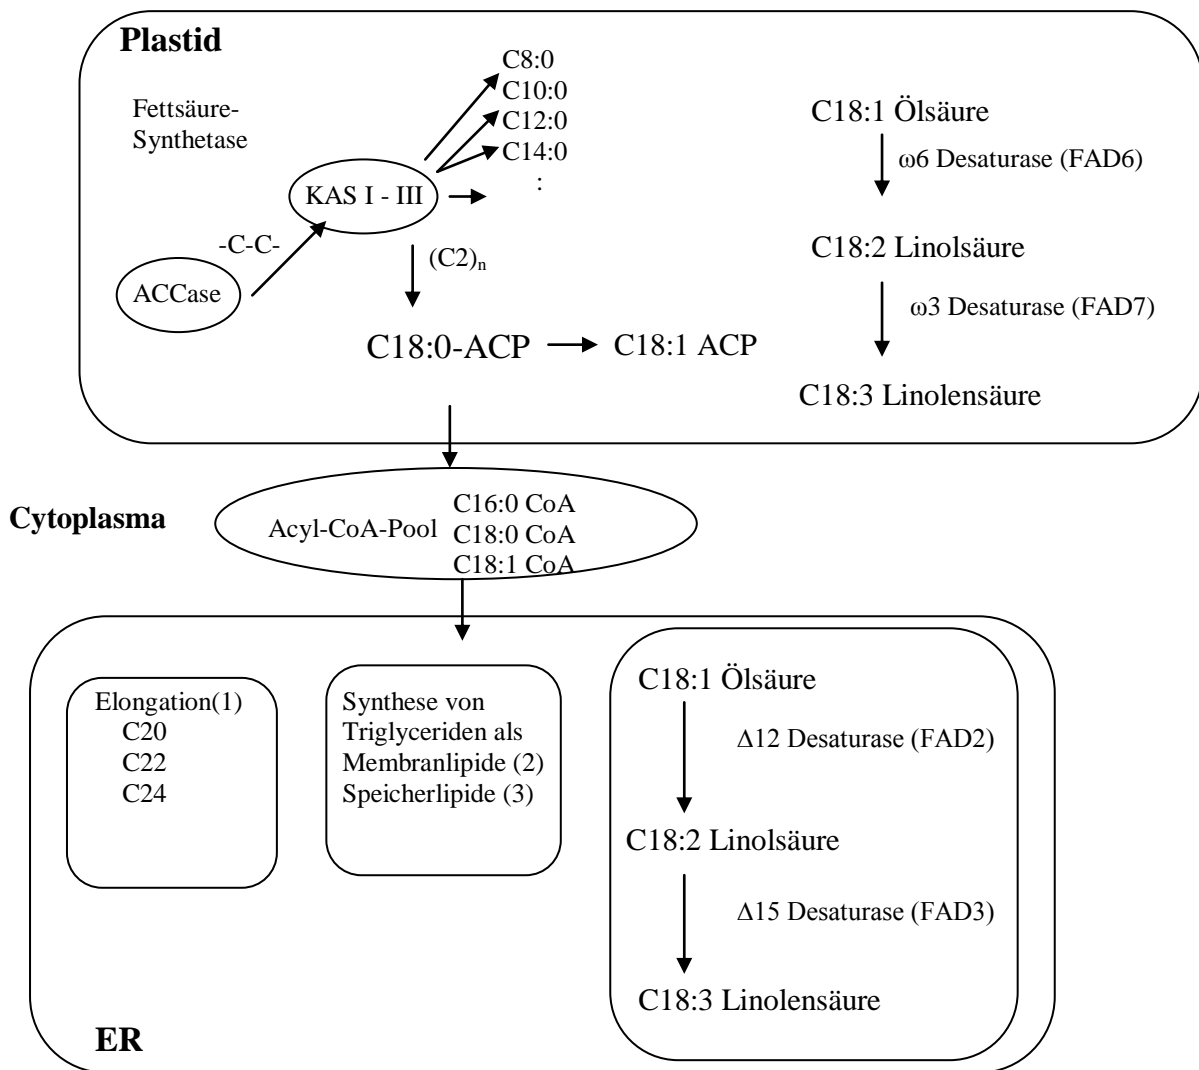 Plastid
Fettsäure-
Synthetase
C8:0
C10:0
C12:0
C14:0
:
KAS I - III
-C-C-
ACCase
(C2)n
C18:0-ACP
C18:1 ACP
C18:1 Ölsäure
ω6 Desaturase (FAD6)
C18:2 Linolsäure
ω3 Desaturase (FAD7)
C18:3 Linolensäure
Cytoplasma
Acyl-CoA-Pool
C16:0 CoA
C18:0 CoA
C18:1 CoA
Elongation(1)
C20
C22
C24
Synthese von
Triglyceriden als
Membranlipide (2)
Speicherlipide (3)
C18:1 Ölsäure
Δ12 Desaturase (FAD2)
C18:2 Linolsäure
Δ15 Desaturase (FAD3)
C18:3 Linolensäure
ER